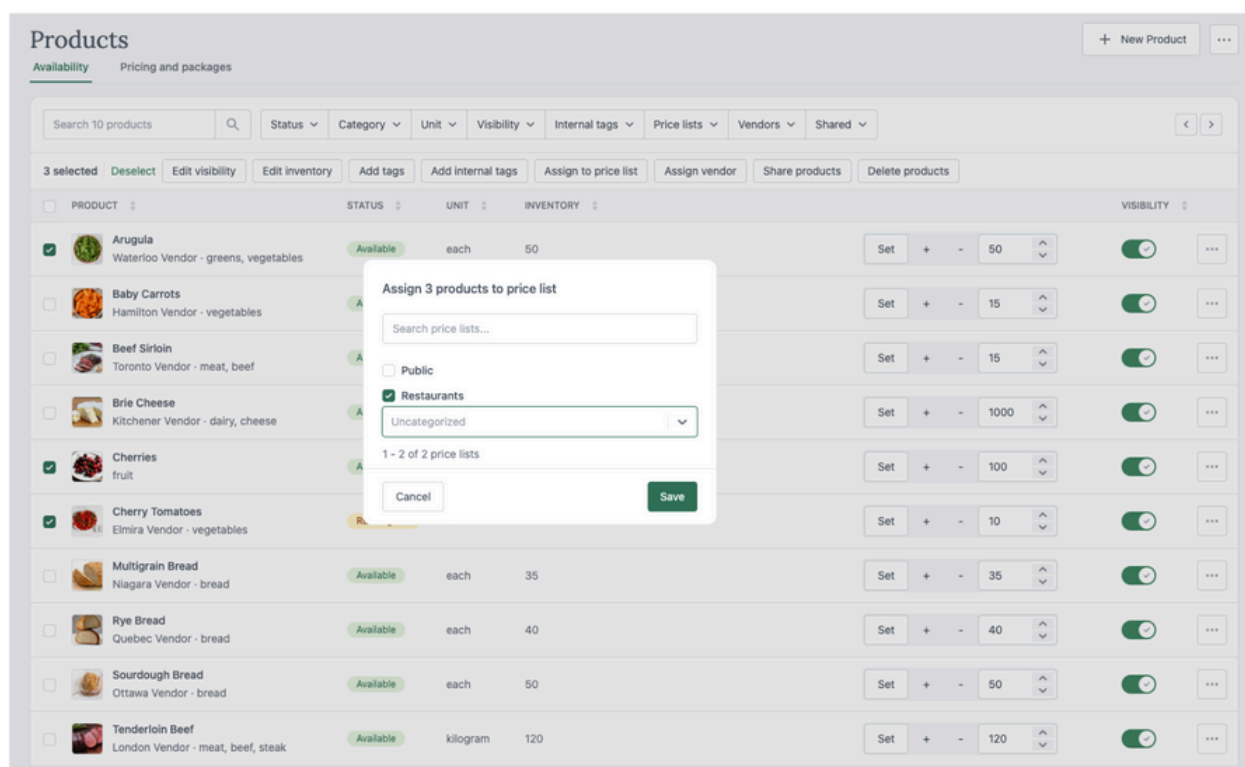 Products
+ New Product ...
Availability Pricing and packages
Search 10 products Status Category Unit Visibility Internal tags Price lists Vendors Shared
3 selected Deselect Edit visibility Edit inventory Add tags Add internal tags Assign to price list Assign vendor Share products Delete products
PRODUCT STATUS UNIT INVENTORY VISIBILITY
Arugula
Waterloo Vendor · greens, vegetables
Available each 50 Set + - 50
Baby Carrots
Hamilton Vendor · vegetables
Set + - 15
Beef Sirloin
Toronto Vendor · meat, beef
Set + - 15
Brie Cheese
Kitchener Vendor · dairy, cheese
Set + - 1000
Cherries
fruit
Set + - 100
Cherry Tomatoes
Elmira Vendor · vegetables
Set + - 10
Multigrain Bread
Niagara Vendor · bread
Available each 35 Set + - 35
Rye Bread
Quebec Vendor · bread
Available each 40 Set + - 40
Sourdough Bread
Ottawa Vendor · bread
Available each 50 Set + - 50
Tenderloin Beef
London Vendor · meat, beef, steak
Available kilogram 120 Set + - 120
Assign 3 products to price list
Search price lists...
Public
Restaurants
Uncategorized
1 - 2 of 2 price lists
Cancel Save